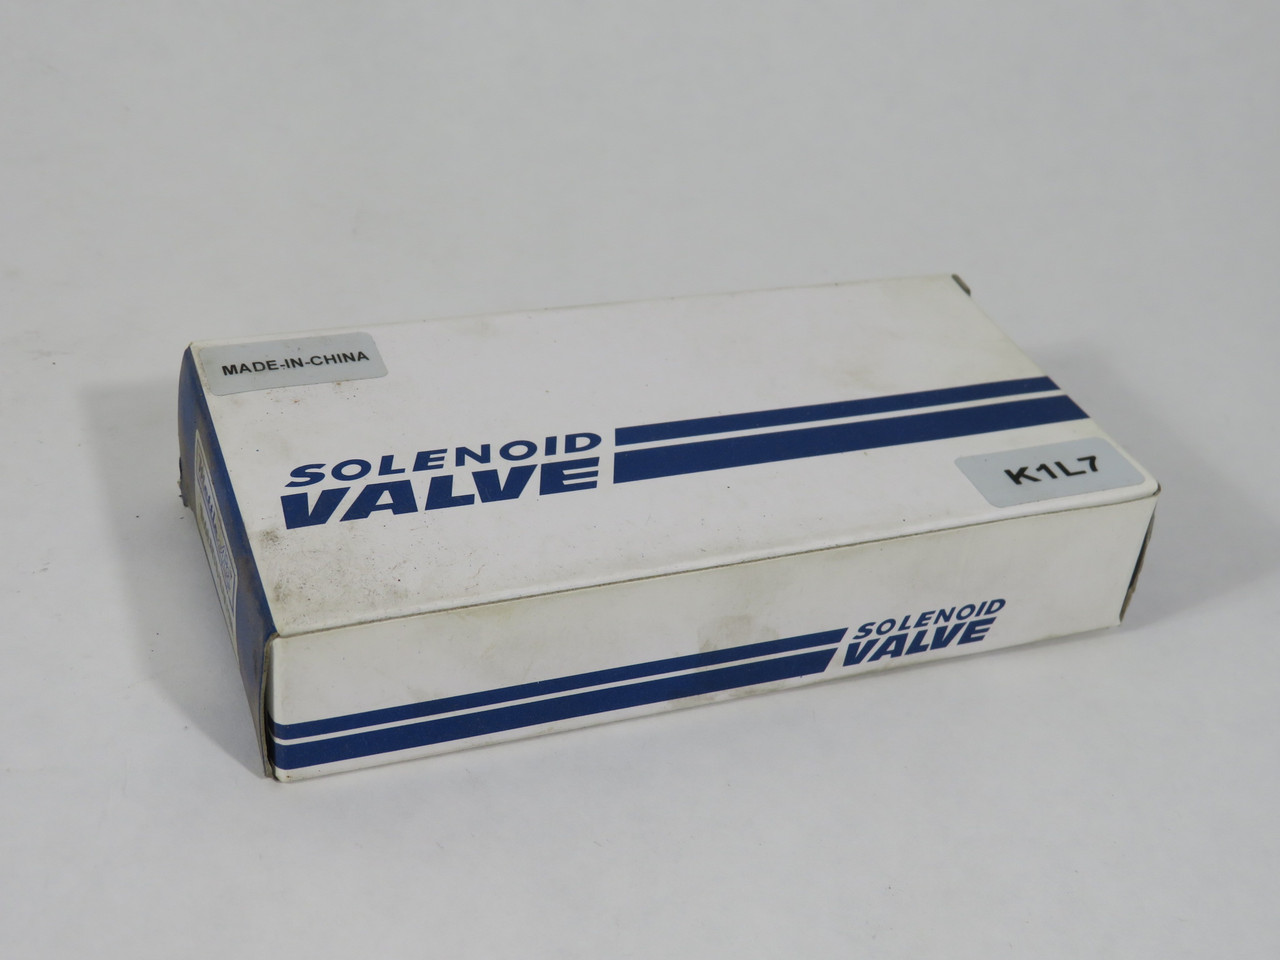 MADE-IN-CHINA
SOLENOID
VALVE
K1L7
SOLENOID
VALVE